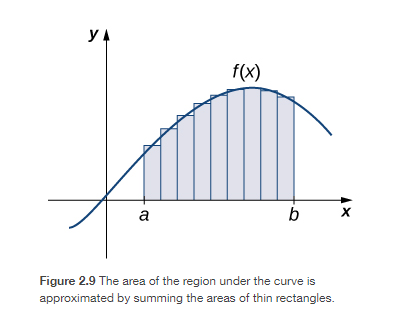 y
f(x)
a
b
x
Figure 2.9 The area of the region under the curve is
approximated by summing the areas of thin rectangles.